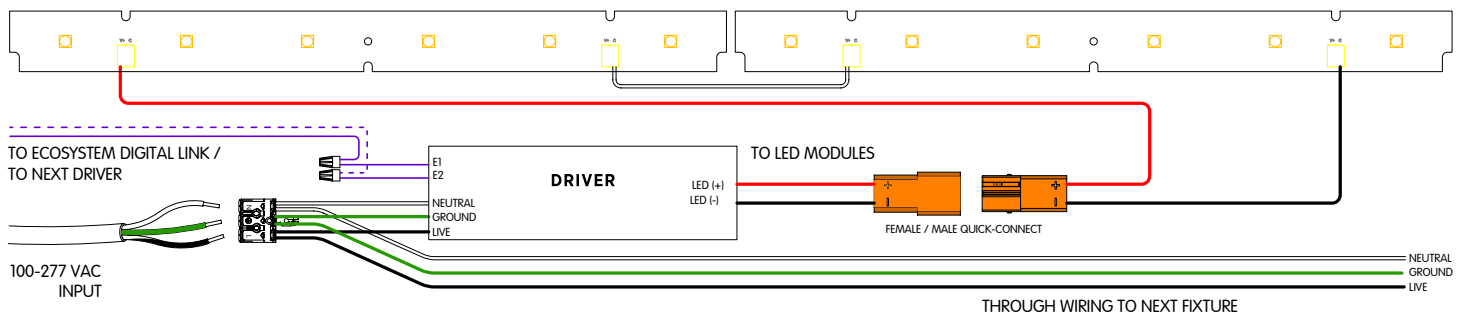 V+ C
V+ C
V+ C
V+ C
TO ECOSYSTEM DIGITAL LINK /
TO NEXT DRIVER
E1
E2
DRIVER
TO LED MODULES
LED (+)
LED (-)
+
-
+
-
NEUTRAL
GROUND
LIVE
FEMALE / MALE QUICK-CONNECT
100-277 VAC
INPUT
N
L
NEUTRAL
GROUND
LIVE
THROUGH WIRING TO NEXT FIXTURE